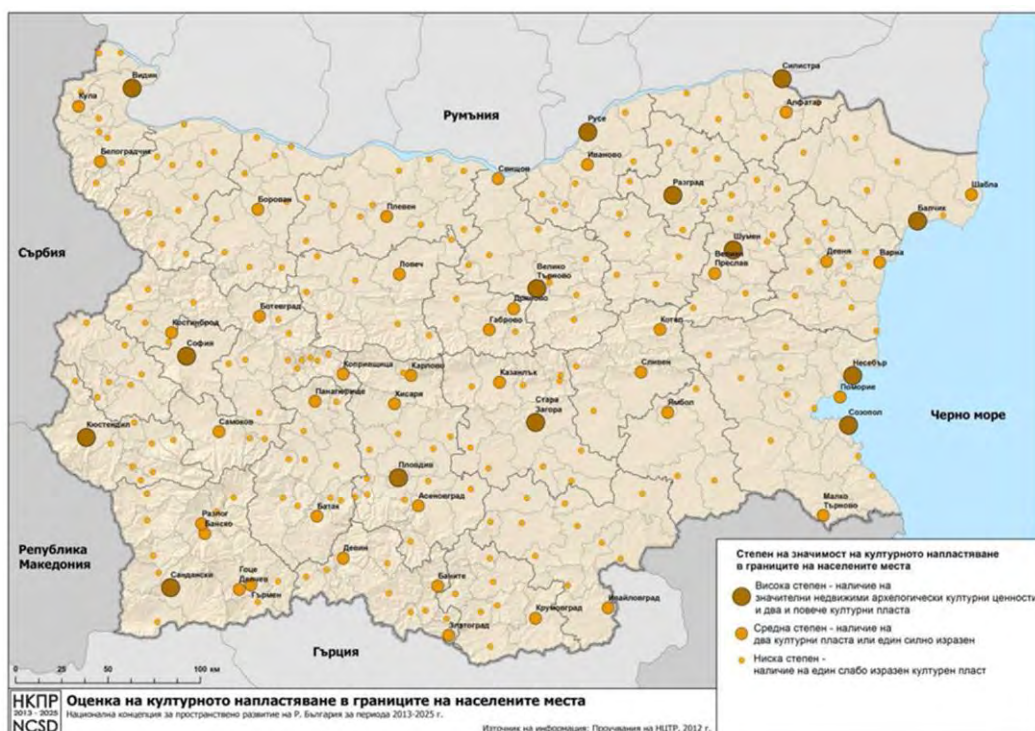 Видин
Кула
Белоградчик
Румъния
Силистра
Алфатар
Русе
Иваново
Свищов
Разград
Шабла
Балчик
Борован
Плевен
Шумен
Велики
Преслав
Девня
Варна
Сърбия
Ловеч
Велико
Търново
Дряново
Габрово
Котел
Ботевград
Костинброд
София
Копривщица
Карлово
Казанлък
Сливен
Несебър
Поморие
Панагюрище
Хисаря
Стара
Загора
Ямбол
Созопол
Черно море
Кюстендил
Самоков
Пловдив
Асеновград
Батак
Малко
Търново
Разлог
Банско
Република
Македония
Девин
Сандански
Гоце
Делчев
Гърмен
Баните
Крумовград
Ивайловград
Златоград
Гърция
0 25 50 100 км
Степен на значимост на културното напластяване
в границите на населените места
Висока степен - наличие на
значителни недвижими археологически културни ценности
и два и повече културни пласта
Средна степен - наличие на
два културни пласта или един силно изразен
Ниска степен -
наличие на един слабо изразен културен пласт
НКПР
2013 - 2025
NCSD
Оценка на културното напластяване в границите на населените места
Национална концепция за пространствено развитие на Р. България за периода 2013-2025 г.
Източник на информация: Проучвания на НЦТР, 2012 г.